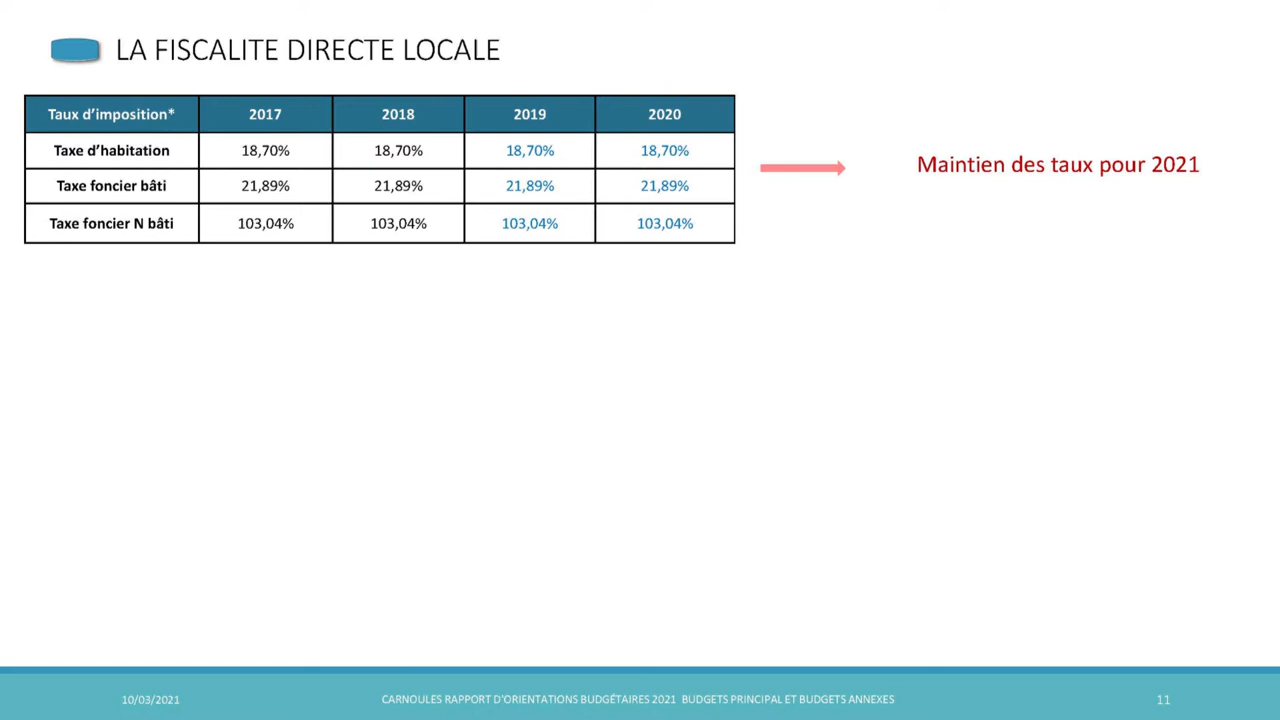 LA FISCALITE DIRECTE LOCALE
Taux d’imposition* 2017 2018 2019 2020
Taxe d’habitation 18,70% 18,70% 18,70% 18,70%
Taxe foncier bâti 21,89% 21,89% 21,89% 21,89%
Taxe foncier N bâti 103,04% 103,04% 103,04% 103,04%
Maintien des taux pour 2021
10/03/2021 CARNOULES RAPPORT D'ORIENTATIONS BUDGÉTAIRES 2021 BUDGETS PRINCIPAL ET BUDGETS ANNEXES 11